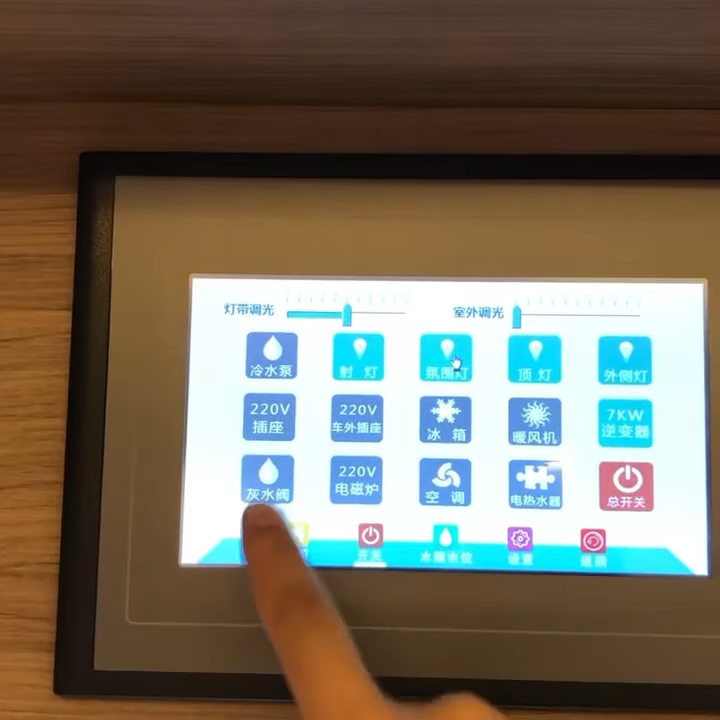 灯带调光 室外调光
冷水泵 射灯 氛围灯 顶灯 外侧灯
220V 220V 冰箱 暖风机 7KW
插座 车外插座 逆变器
灰水阀 220V 空调 电热水器 总开关
电磁炉
开关 水箱水位 设置 返回